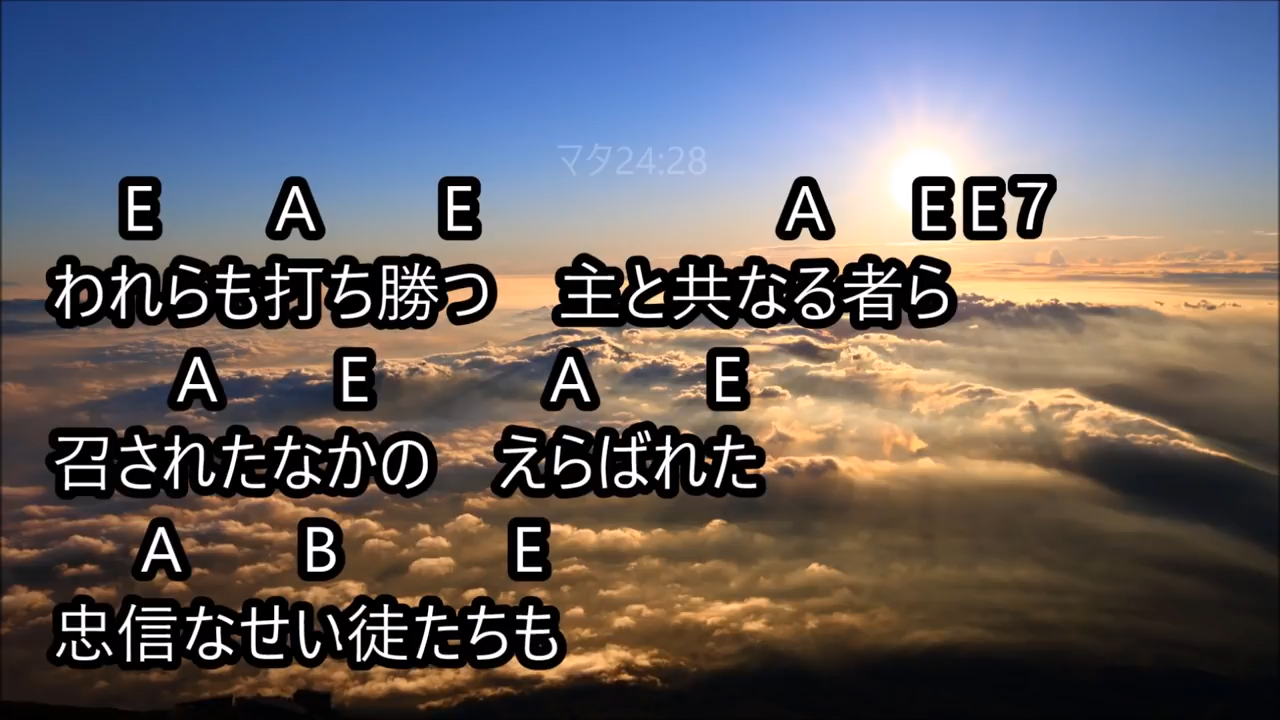 マタ24:28
E A E A E E7
われらも打ち勝つ 主と共なる者ら
A E A E
召されたなかの えらばれた
A B E
忠信なせい徒たちも